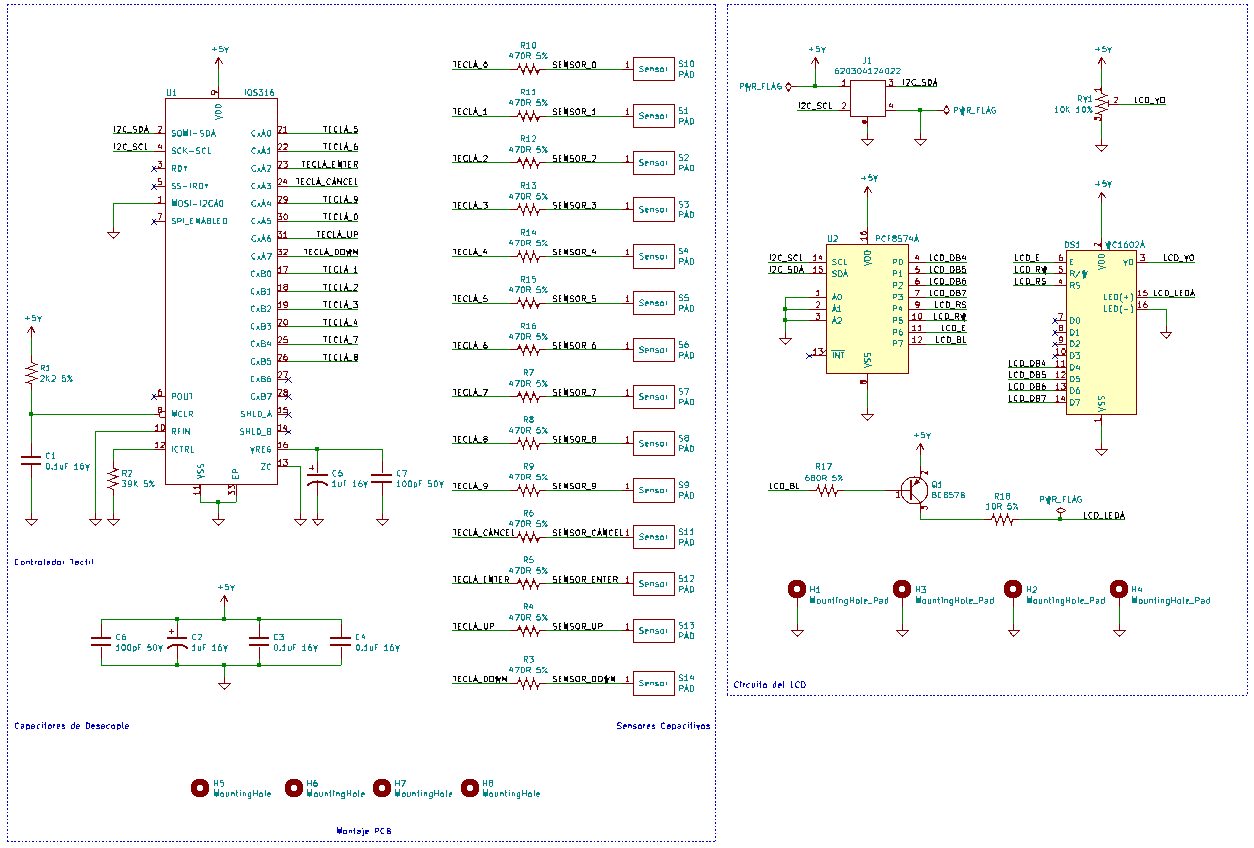 +5V
U1
IQS316
9
VDD
I2C_SDA
2
SOMI-SDA
I2C_SCL
4
SCK-SCL
3
RDY
5
SS-IRDY
1
MOSI-I2CA0
7
SPI_ENABLED
CxA0
21
TECLA_5
CxA1
22
TECLA_6
CxA2
23
TECLA_ENTER
CxA3
24
TECLA_CANCEL
CxA4
29
TECLA_9
CxA5
30
TECLA_0
CxA6
31
TECLA_UP
CxA7
32
TECLA_DOWN
CxB0
17
TECLA_1
CxB1
18
TECLA_2
CxB2
19
TECLA_3
CxB3
20
TECLA_4
CxB4
25
TECLA_7
CxB5
26
TECLA_8
CxB6
27
CxB7
28
SHLD_A
15
SHLD_B
14
VREG
16
ZC
13
+5V
R1
2K2 5%
6
POUT
8
MCLR
10
RFIN
12
ICTRL
VSS
EP
11
33
C1
0.1uF 16V
R2
39K 5%
C5
1uF 16V
C7
100pF 50V
Controlador Tactil
+5V
C6
100pF 50V
C2
1uF 16V
C3
0.1uF 16V
C4
0.1uF 16V
Capacitores de Desacople
R10
470R 5%
TECLA_0
SENSOR_0
1
Sensor
S10
PAD
R11
470R 5%
TECLA_1
SENSOR_1
1
Sensor
S1
PAD
R12
470R 5%
TECLA_2
SENSOR_2
1
Sensor
S2
PAD
R13
470R 5%
TECLA_3
SENSOR_3
1
Sensor
S3
PAD
R14
470R 5%
TECLA_4
SENSOR_4
1
Sensor
S4
PAD
R15
470R 5%
TECLA_5
SENSOR_5
1
Sensor
S5
PAD
R16
470R 5%
TECLA_6
SENSOR_6
1
Sensor
S6
PAD
R7
470R 5%
TECLA_7
SENSOR_7
1
Sensor
S7
PAD
R8
470R 5%
TECLA_8
SENSOR_8
1
Sensor
S8
PAD
R9
470R 5%
TECLA_9
SENSOR_9
1
Sensor
S9
PAD
R6
470R 5%
TECLA_CANCEL
SENSOR_CANCEL
1
Sensor
S11
PAD
R5
470R 5%
TECLA_ENTER
SENSOR_ENTER
1
Sensor
S12
PAD
R4
470R 5%
TECLA_UP
SENSOR_UP
1
Sensor
S13
PAD
R3
470R 5%
TECLA_DOWN
SENSOR_DOWN
1
Sensor
S14
PAD
Sensores Capacitivos
H5
MountingHole
H6
MountingHole
H7
MountingHole
H8
MountingHole
Montaje PCB
+5V
J1
620304124022
PWR_FLAG
1
3
I2C_SDA
I2C_SCL
2
4
PWR_FLAG
+5V
RV1
10K 10%
1
2
3
LCD_VO
+5V
U2
PCF8574A
16
VDD
I2C_SCL
14
SCL
I2C_SDA
15
SDA
1
A0
2
A1
3
A2
13
INT
P0
4
LCD_DB4
P1
5
LCD_DB5
P2
6
LCD_DB6
P3
7
LCD_DB7
P4
9
LCD_RS
P5
10
LCD_RW
P6
11
LCD_E
P7
12
LCD_BL
VSS
8
+5V
DS1
WC1602A
2
VDD
LCD_E
6
E
LCD_RW
5
R/W
LCD_RS
4
RS
VO
3
LCD_VO
LED(+)
15
LCD_LEDA
LED(-)
16
7
D0
8
D1
9
D2
10
D3
LCD_DB4
11
D4
LCD_DB5
12
D5
LCD_DB6
13
D6
LCD_DB7
14
D7
VSS
1
+5V
LCD_BL
R17
680R 5%
1
2
3
Q1
BC857B
R18
10R 5%
PWR_FLAG
LCD_LEDA
H1
MountingHole_Pad
H3
MountingHole_Pad
H2
MountingHole_Pad
H4
MountingHole_Pad
Circuito del LCD